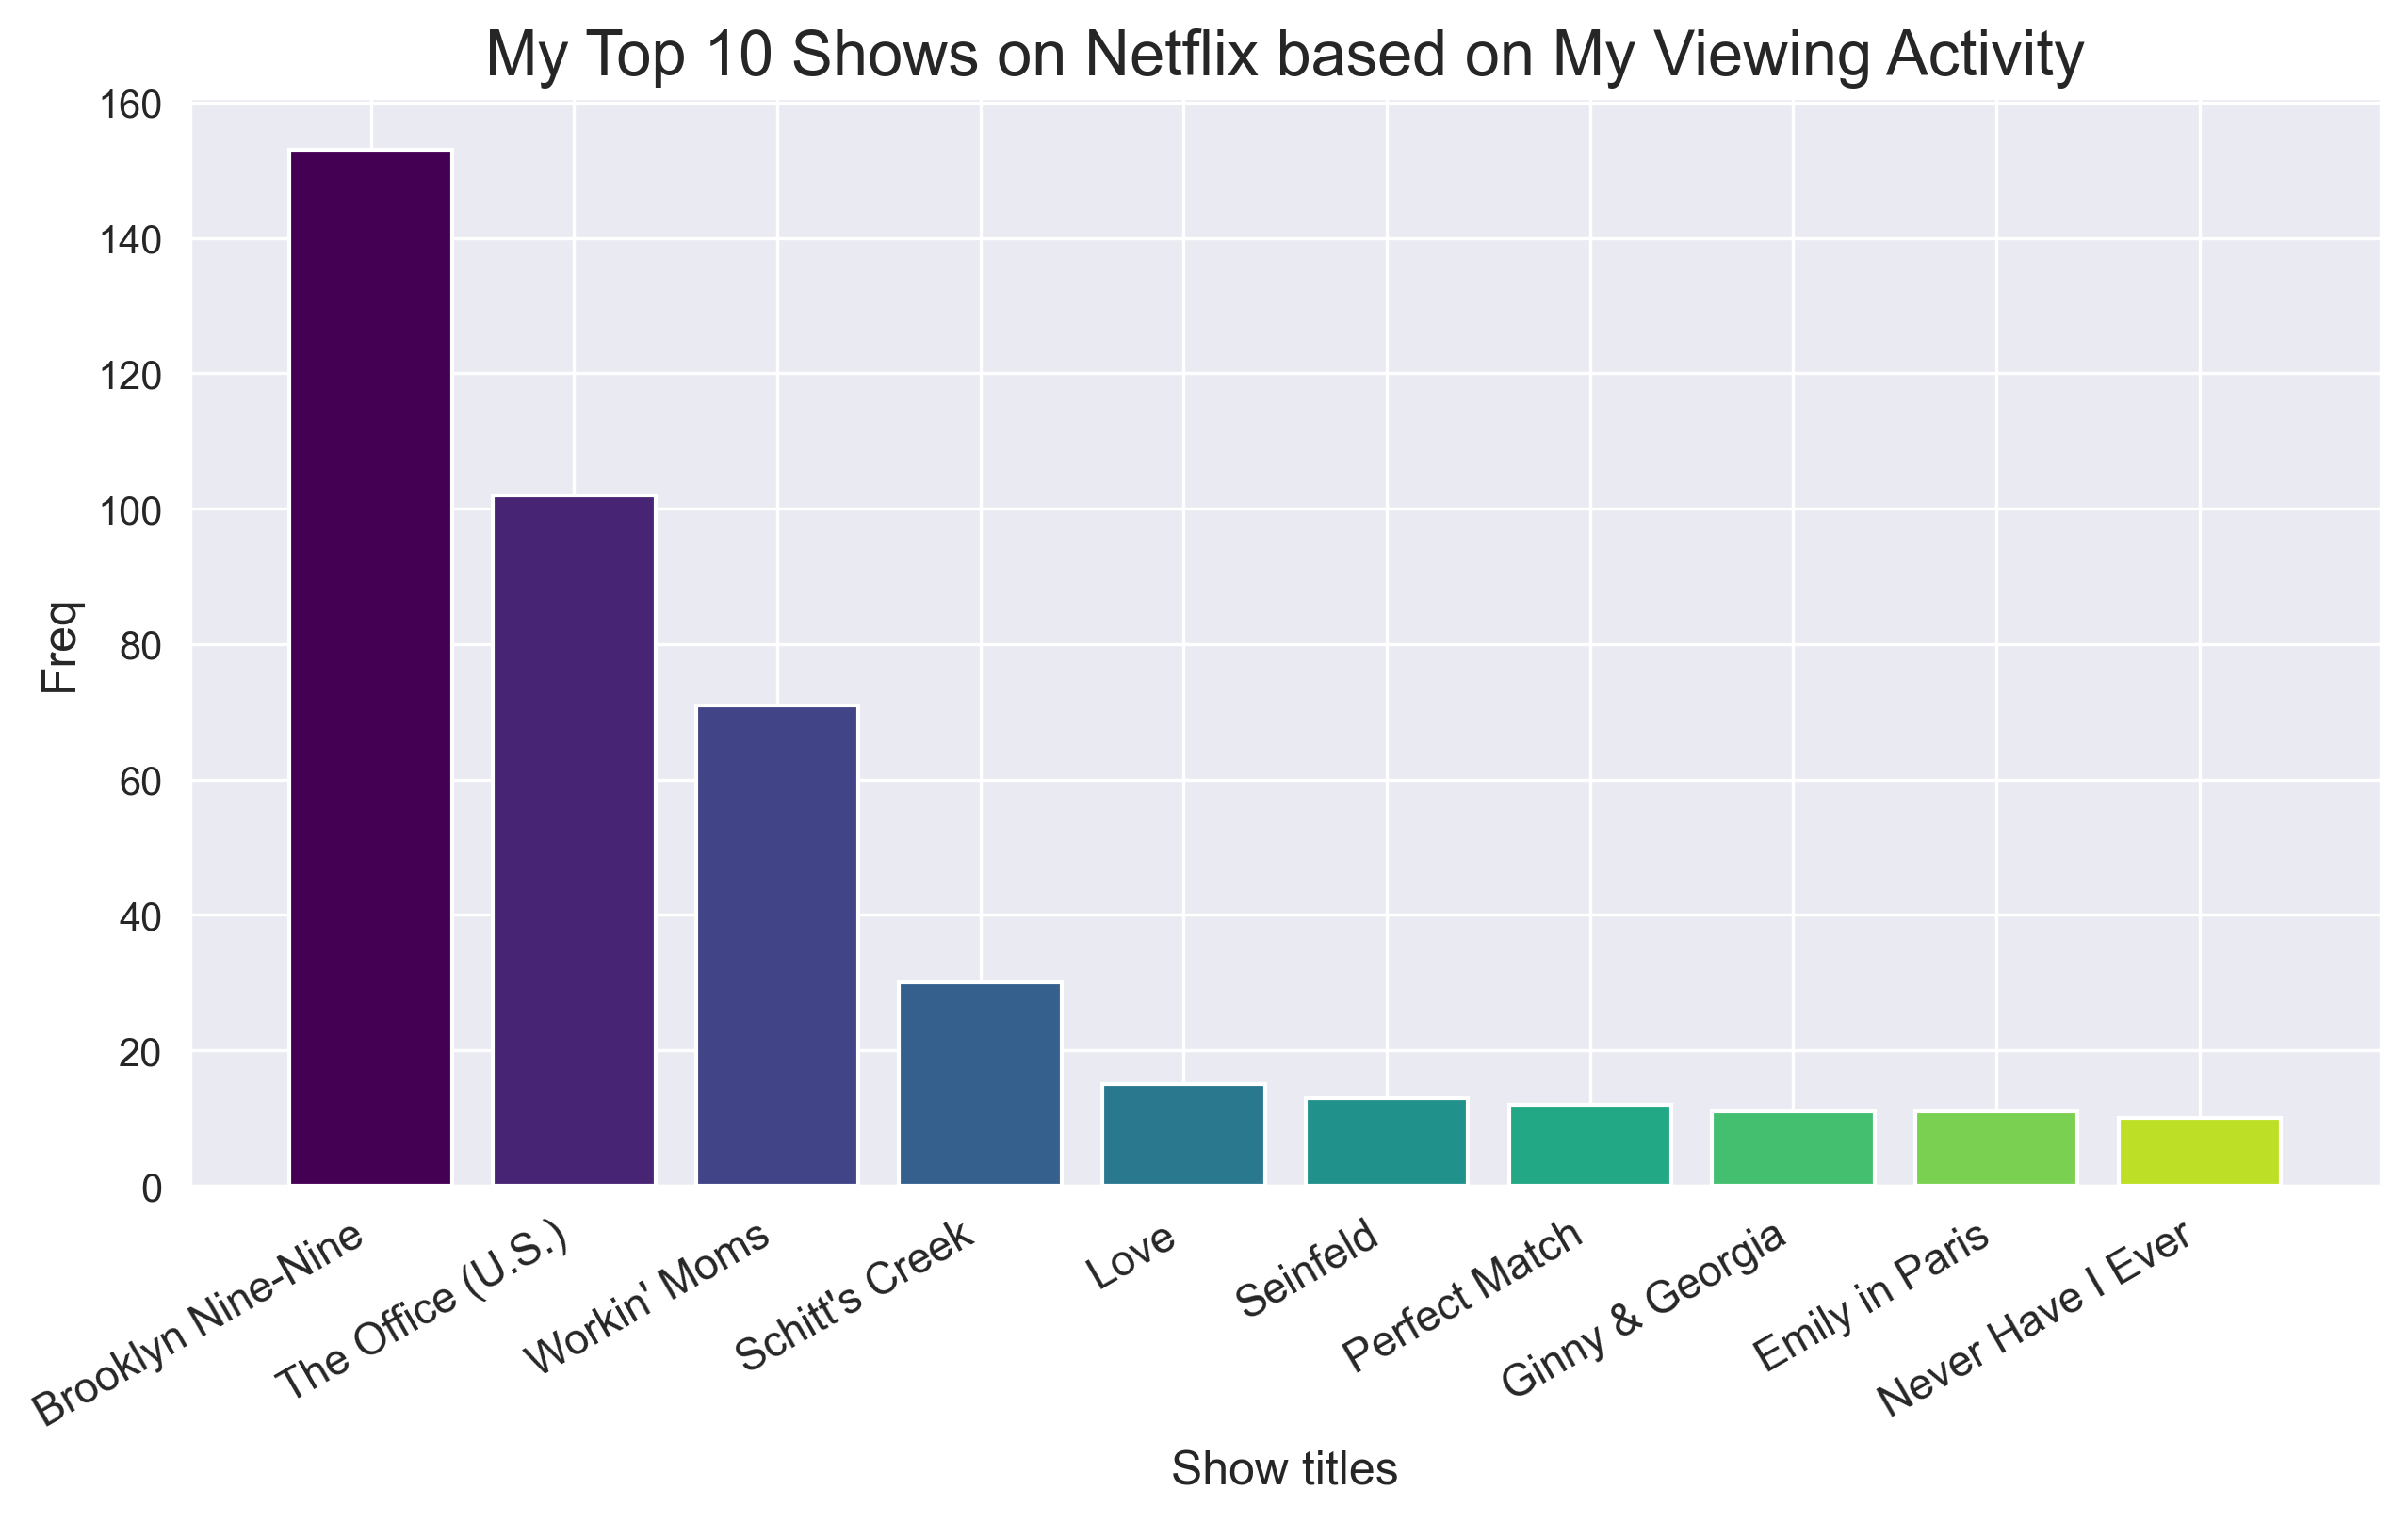 My Top 10 Shows on Netflix based on My Viewing Activity
160
140
120
100
80
60
40
20
0
Freq
Brooklyn Nine-Nine
The Office (U.S.)
Workin' Moms
Schitt's Creek
Love
Seinfeld
Perfect Match
Ginny & Georgia
Emily in Paris
Never Have I Ever
Show titles